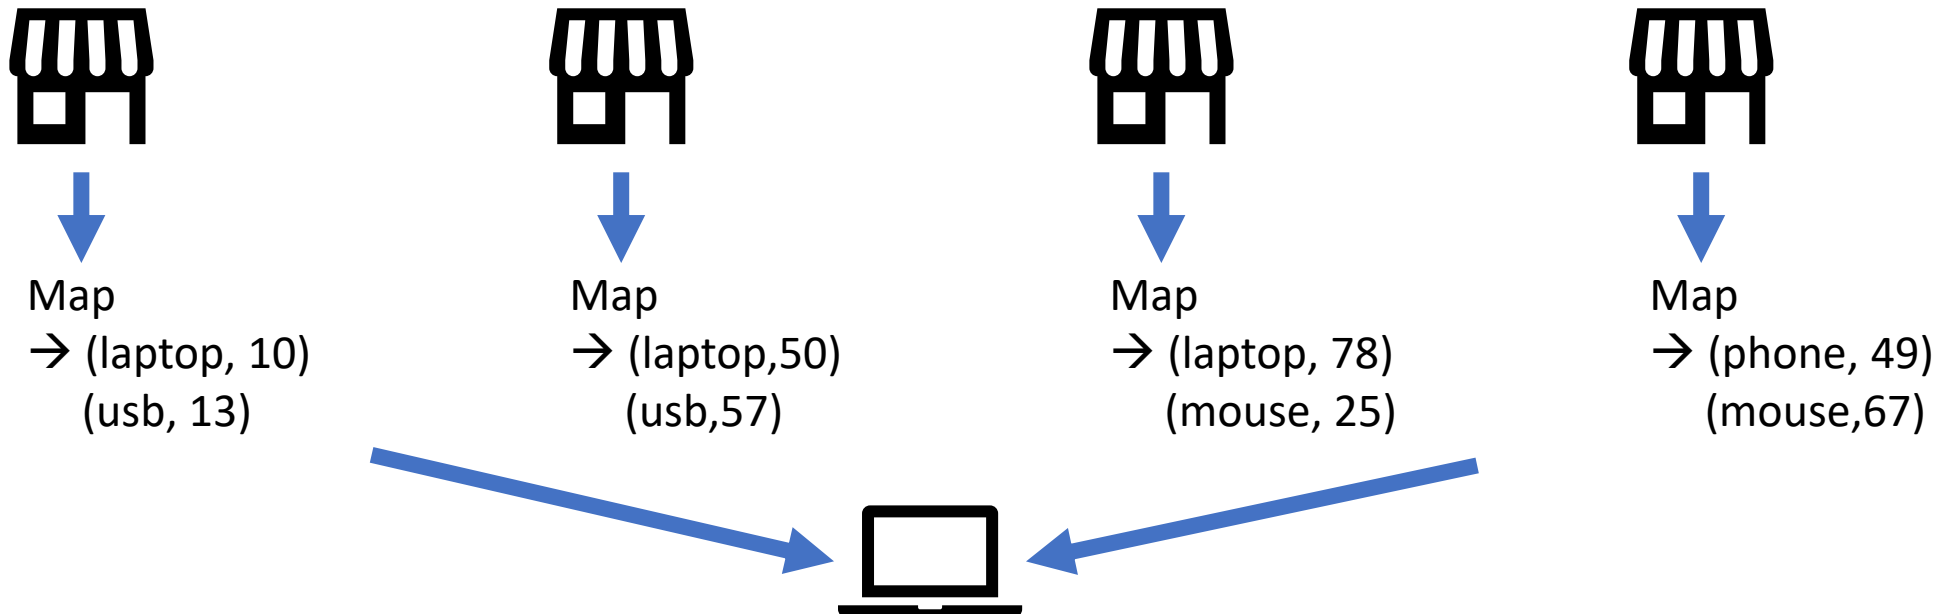 Map
→ (laptop, 10)
(usb, 13)
Map
→ (laptop,50)
(usb,57)
Map
→ (laptop, 78)
(mouse, 25)
Map
→ (phone, 49)
(mouse,67)